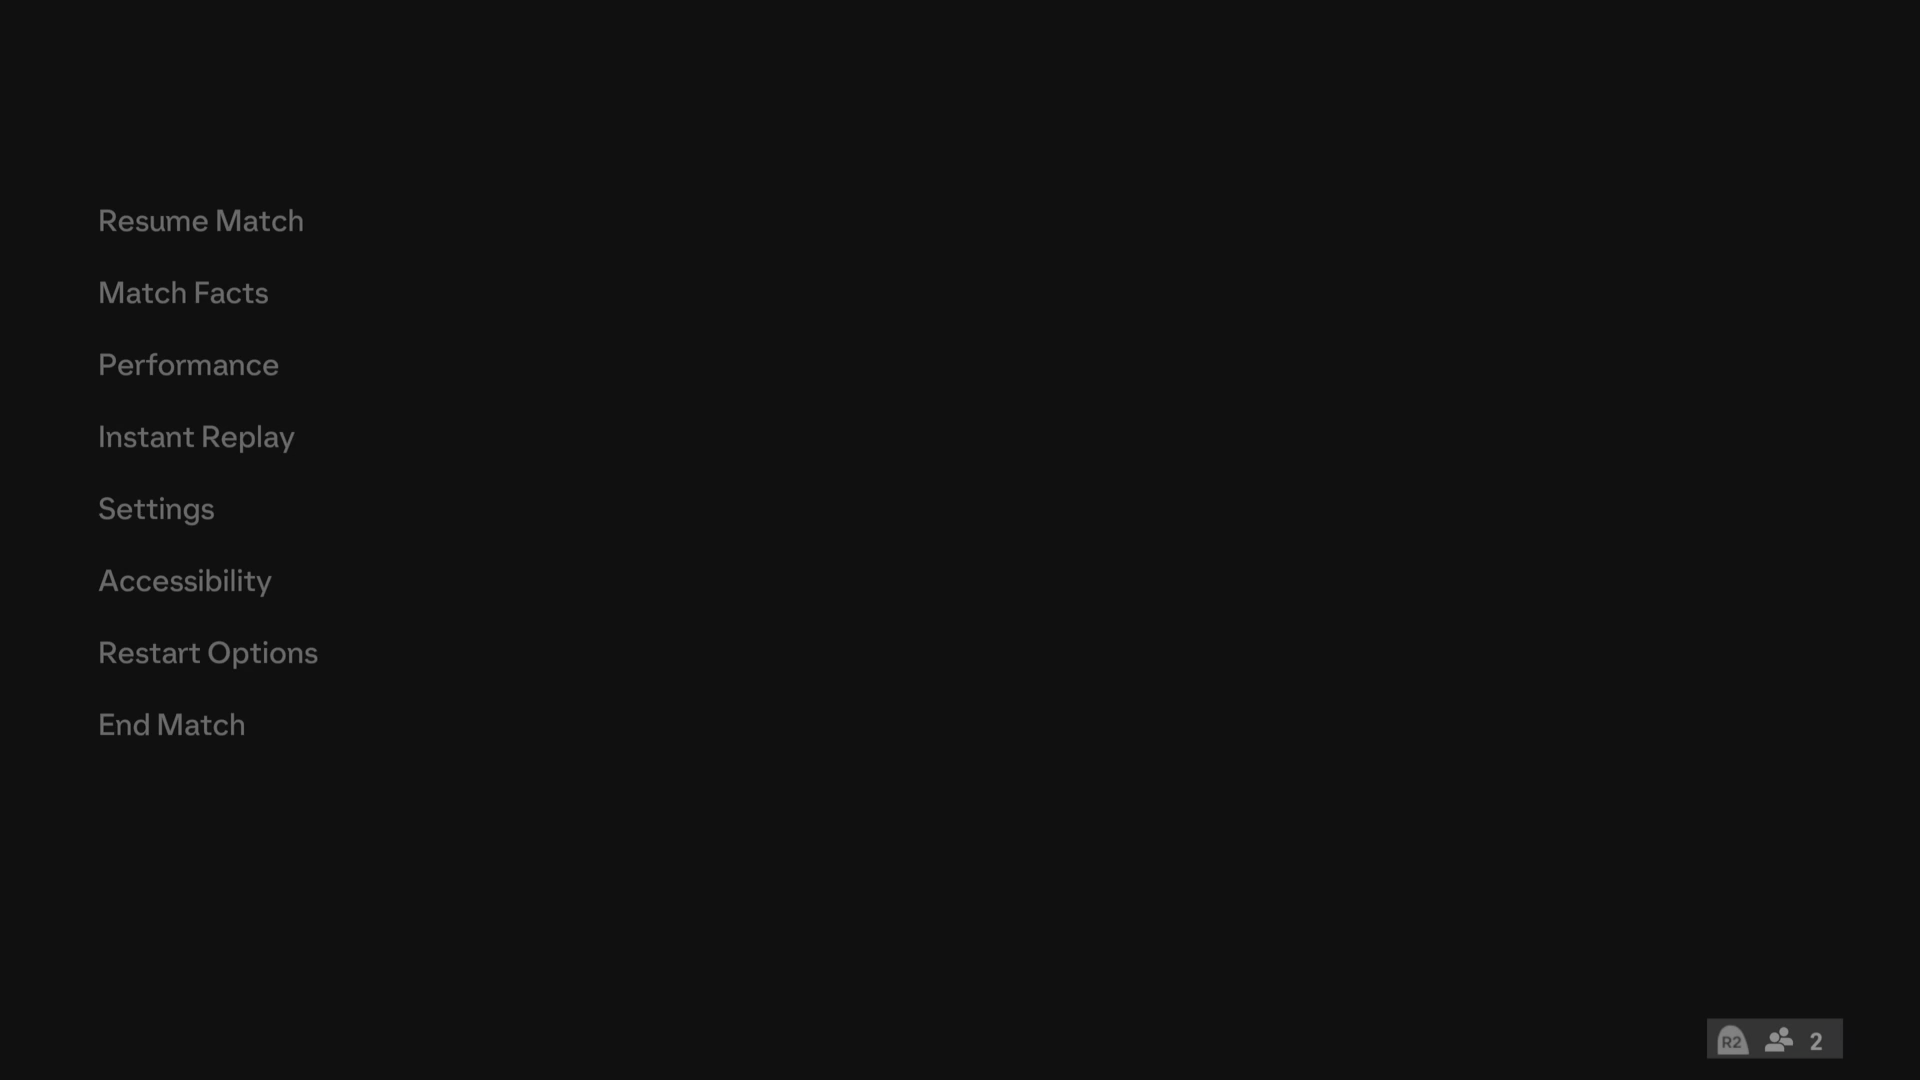 Resume Match
Match Facts
Performance
Instant Replay
Settings
Accessibility
Restart Options
End Match
R2 2